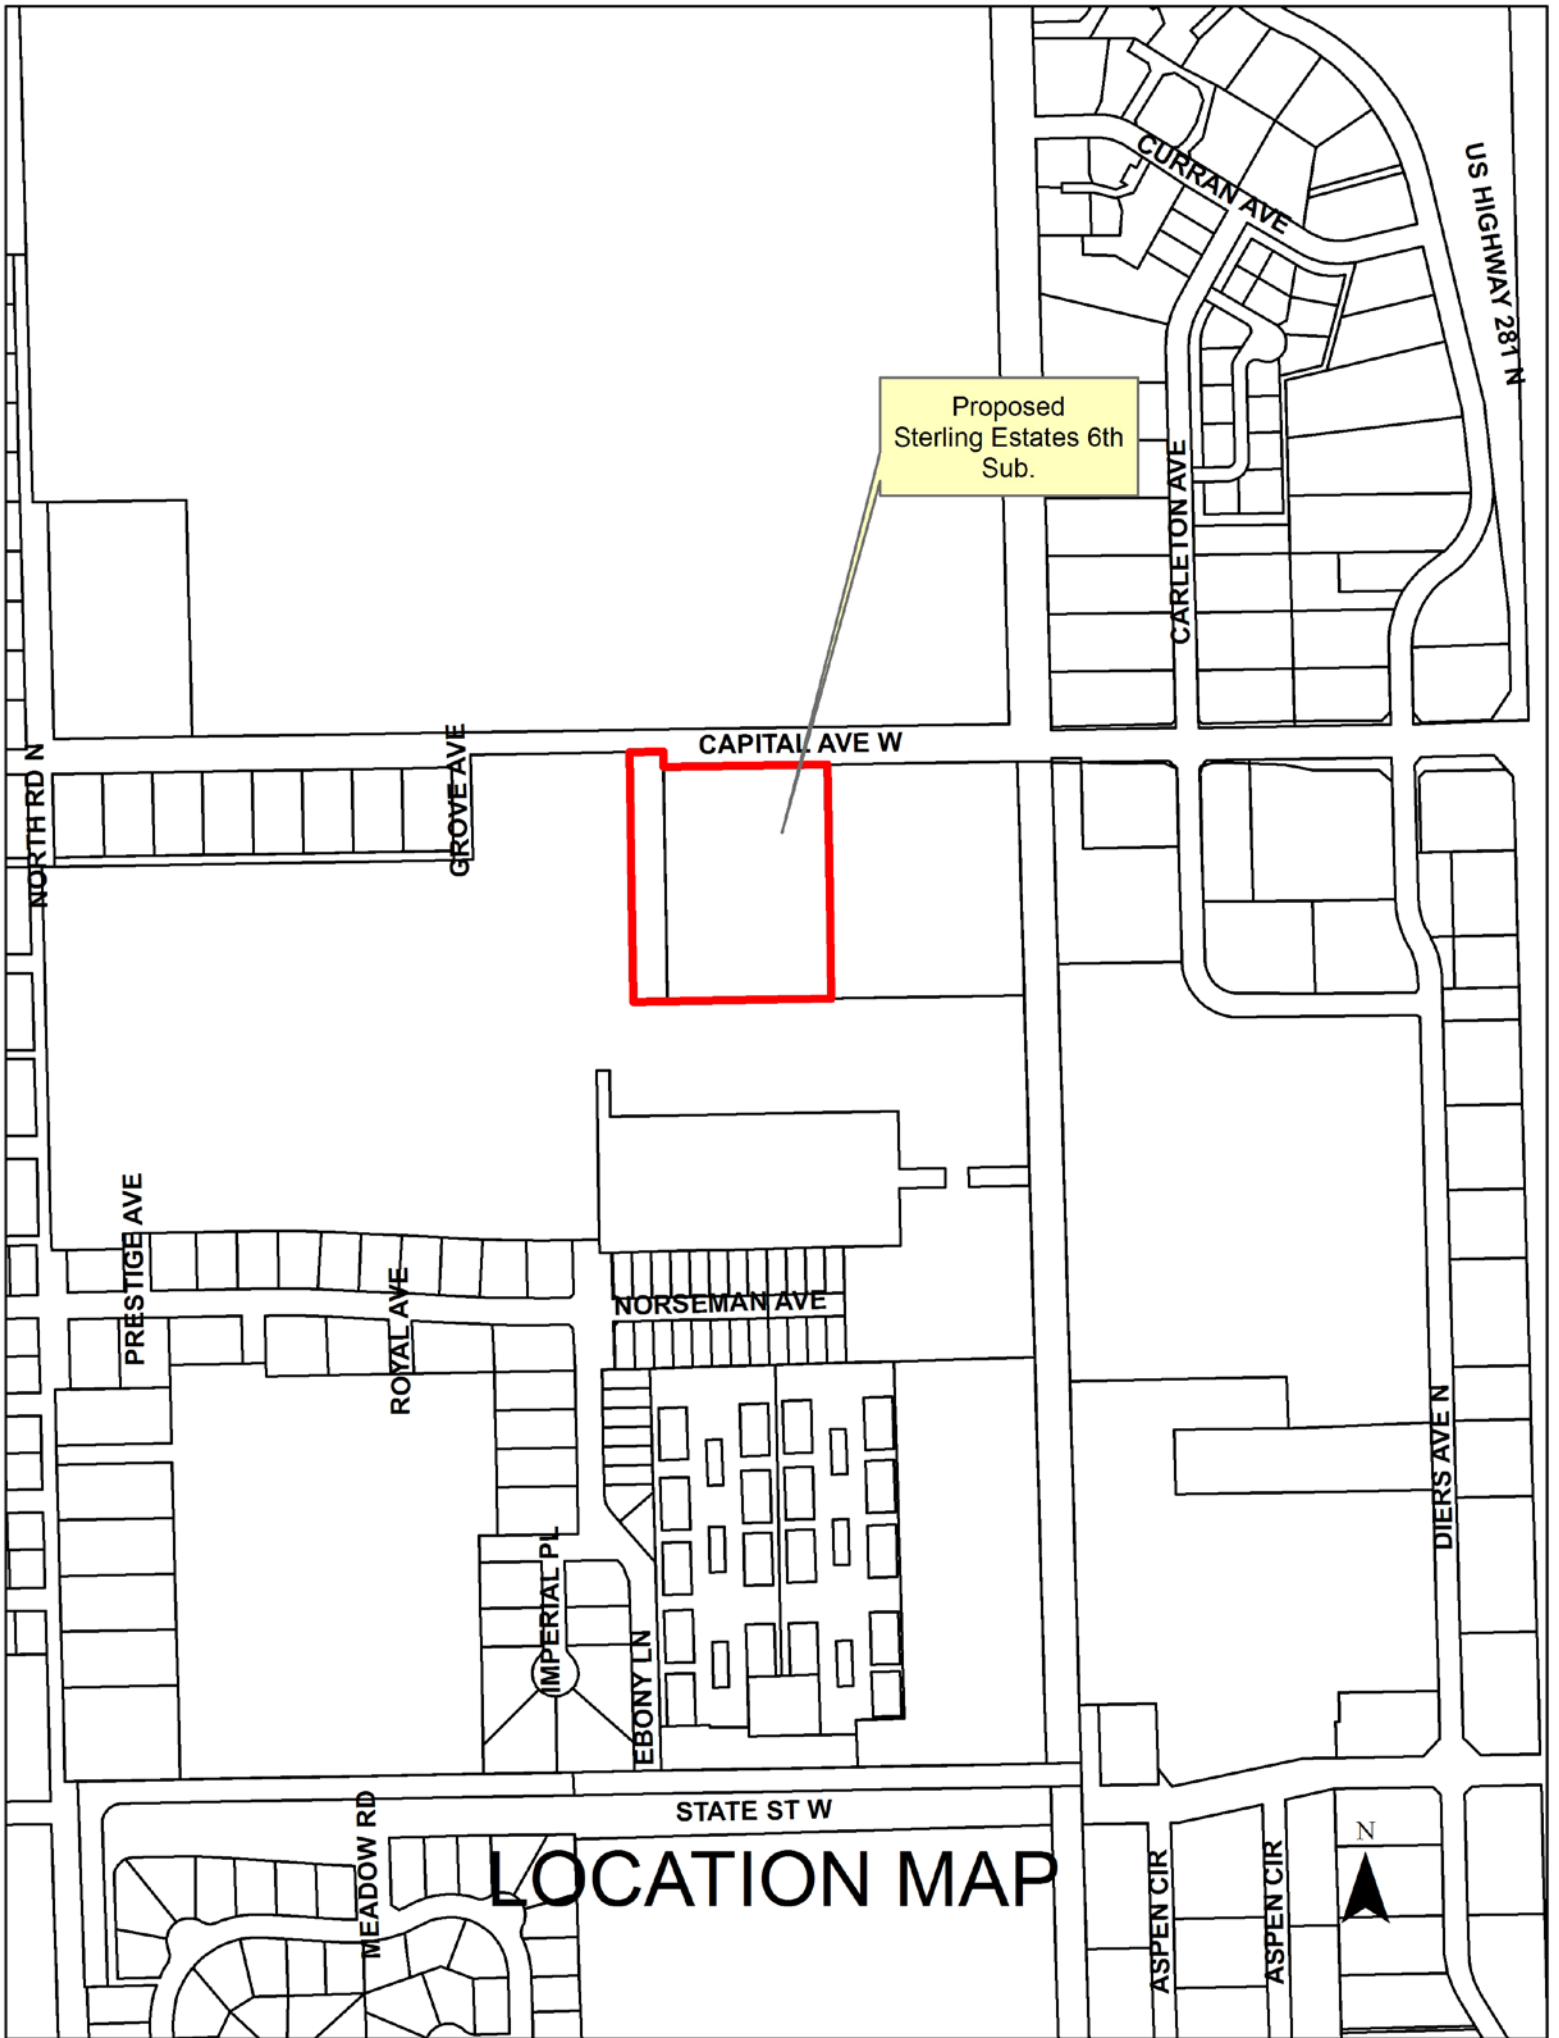 CURRAN AVE
US HIGHWAY 281 N
Proposed
Sterling Estates 6th
Sub.
CARLETON AVE
CAPITAL AVE W
GROVE AVE
NORTH RD N
PRESTIGE AVE
ROYAL AVE
NORSEMAN AVE
DIERS AVE N
IMPERIAL PL
EBONY LN
STATE ST W
MEADOW RD
LOCATION MAP
N
ASPEN CIR
ASPEN CIR